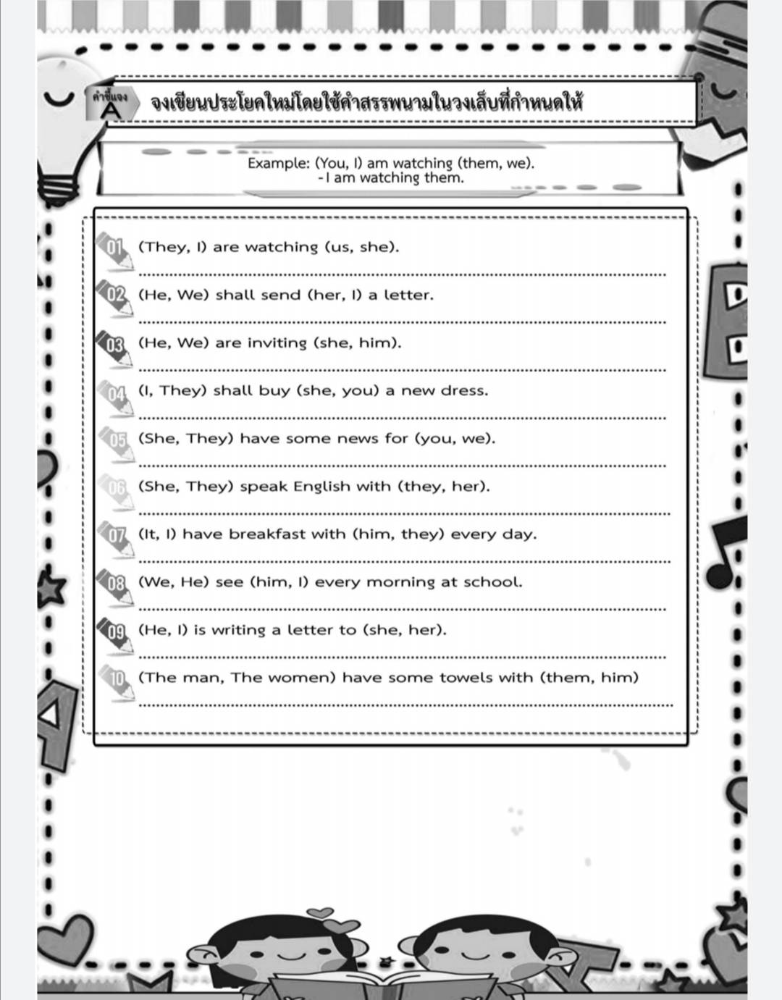 คำชี้แจง
A
จงเขียนประโยคใหม่โดยใช้คำสรรพนามในวงเล็บที่กำหนดให้
Example: (You, I) am watching (them, we).
-I am watching them.
01 (They, I) are watching (us, she).
02 (He, We) shall send (her, I) a letter.
03 (He, We) are inviting (she, him).
04 (I, They) shall buy (she, you) a new dress.
05 (She, They) have some news for (you, we).
06 (She, They) speak English with (they, her).
07 (It, I) have breakfast with (him, they) every day.
08 (We, He) see (him, I) every morning at school.
09 (He, I) is writing a letter to (she, her).
10 (The man, The women) have some towels with (them, him)
B
A
A